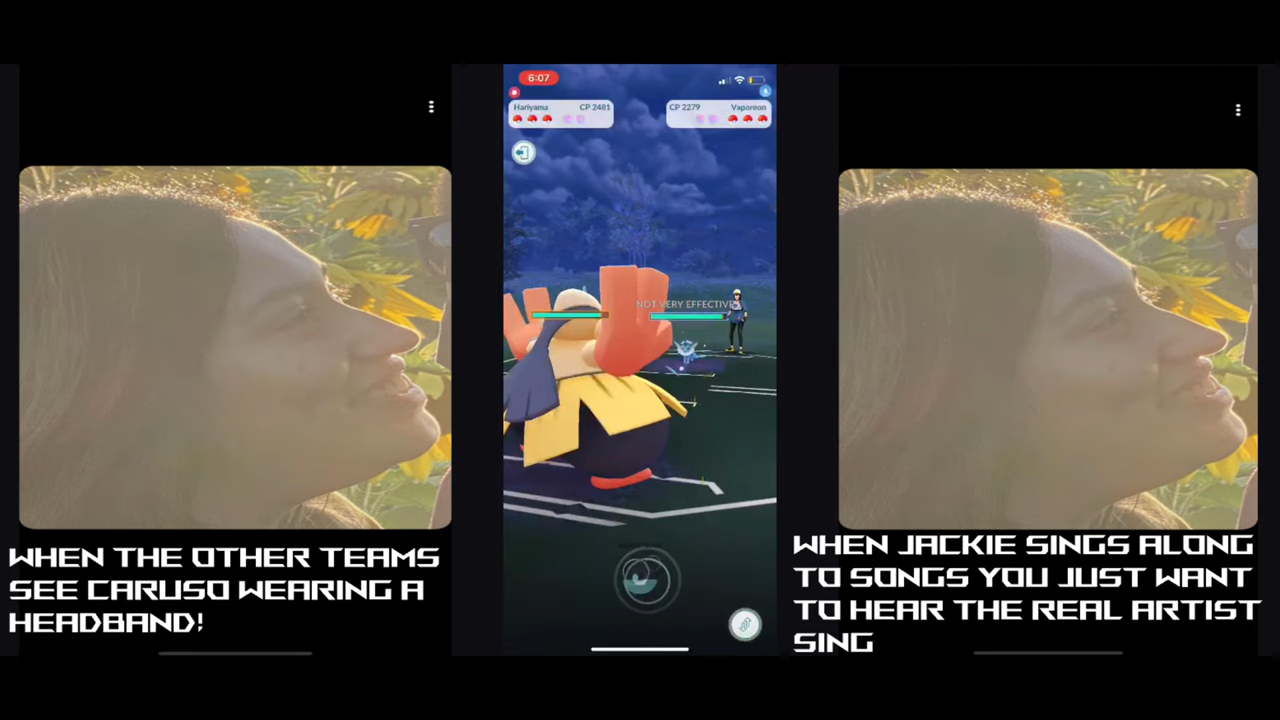 6:07
Hariyama CP 2481
CP 2279 Vaporeon
NOT VERY EFFECTIVE
WHEN THE OTHER TEAMS
SEE CARUSO WEARING A
HEADBAND!
WHEN JACKIE SINGS ALONG
TO SONGS YOU JUST WANT
TO HEAR THE REAL ARTIST
SING